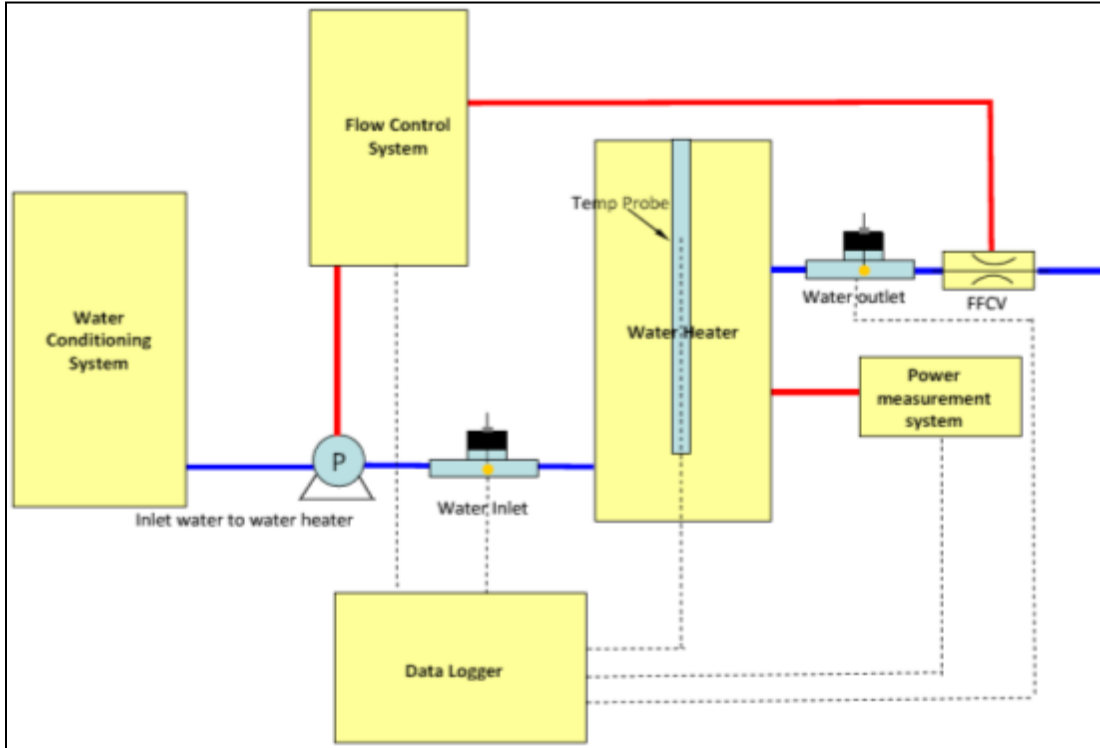 Flow Control
System
Temp Probe
Water outlet
FFCV
Water
Conditioning
System
Water Heater
Power
measurement
system
P
Inlet water to water heater
Water Inlet
Data Logger